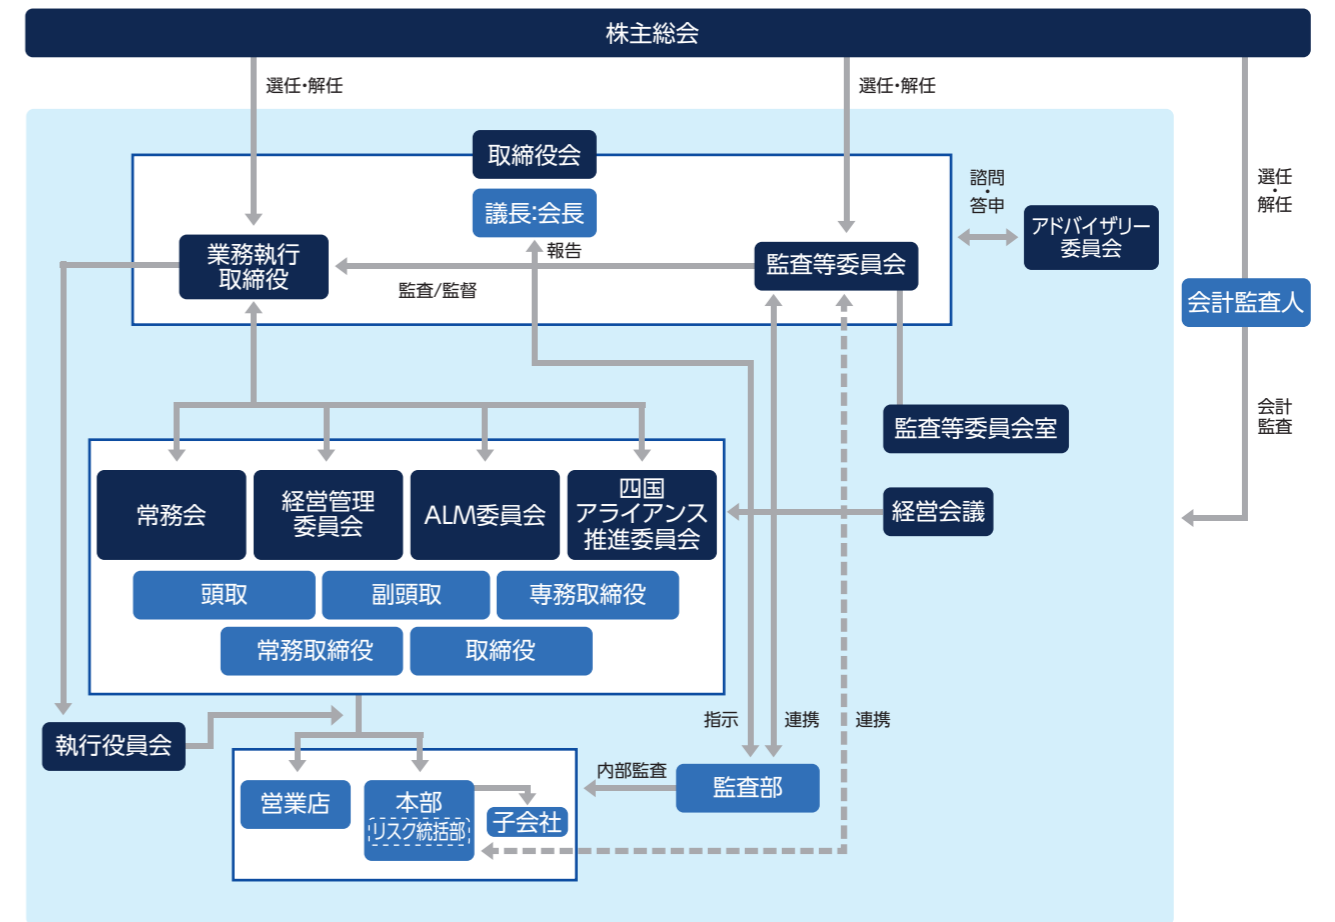 株主総会
選任・解任
選任・解任
取締役会
議長:会長
諮問
・
答申
アドバイザリー
委員会
選任
・
解任
業務執行
取締役
報告
監査/監督
監査等委員会
会計監査人
監査等委員会室
会計
監査
常務会
経営管理
委員会
ALM委員会
四国
アライアンス
推進委員会
経営会議
頭取
副頭取
専務取締役
常務取締役
取締役
執行役員会
指示
連携
連携
内部監査
監査部
営業店
本部
リスク統括部
子会社